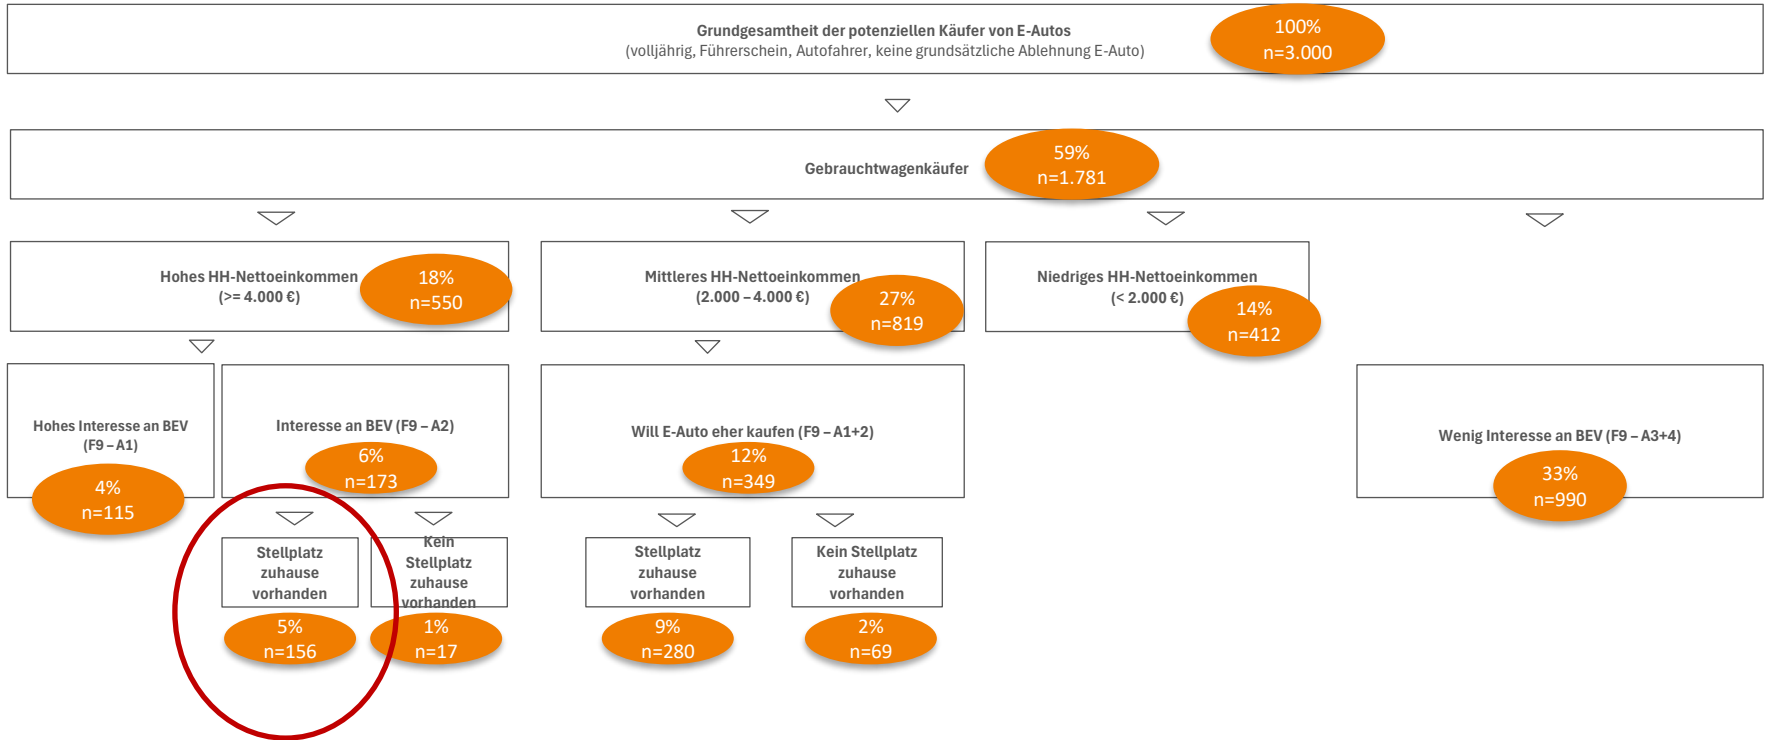 Grundgesamtheit der potenziellen Käufer von E-Autos
(volljährig, Führerschein, Autofahrer, keine grundsätzliche Ablehnung E-Auto)
100%
n=3.000
Gebrauchtwagenkäufer
59%
n=1.781
Hohes HH-Nettoeinkommen
(>= 4.000 €)
18%
n=550
Mittleres HH-Nettoeinkommen
(2.000 – 4.000 €)
27%
n=819
Niedriges HH-Nettoeinkommen
(< 2.000 €)
14%
n=412
Hohes Interesse an BEV
(F9 – A1)
4%
n=115
Interesse an BEV (F9 – A2)
6%
n=173
Will E-Auto eher kaufen (F9 – A1+2)
12%
n=349
Wenig Interesse an BEV (F9 – A3+4)
33%
n=990
Stellplatz
zuhause
vorhanden
5%
n=156
Kein
Stellplatz
zuhause
vorhanden
1%
n=17
Stellplatz
zuhause
vorhanden
9%
n=280
Kein Stellplatz
zuhause
vorhanden
2%
n=69